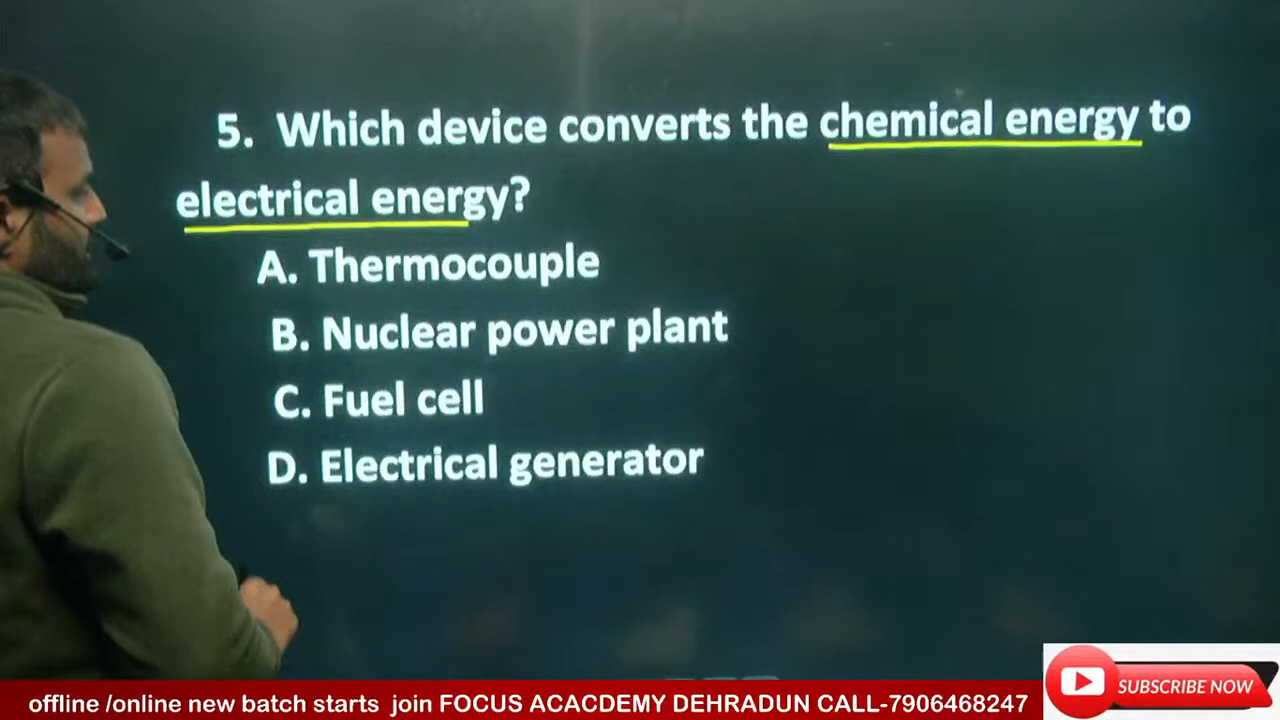 5. Which device converts the chemical energy to
electrical energy?
A. Thermocouple
B. Nuclear power plant
C. Fuel cell
D. Electrical generator
offline /online new batch starts join FOCUS ACACDEMY DEHRADUN CALL-7906468247
SUBSCRIBE NOW